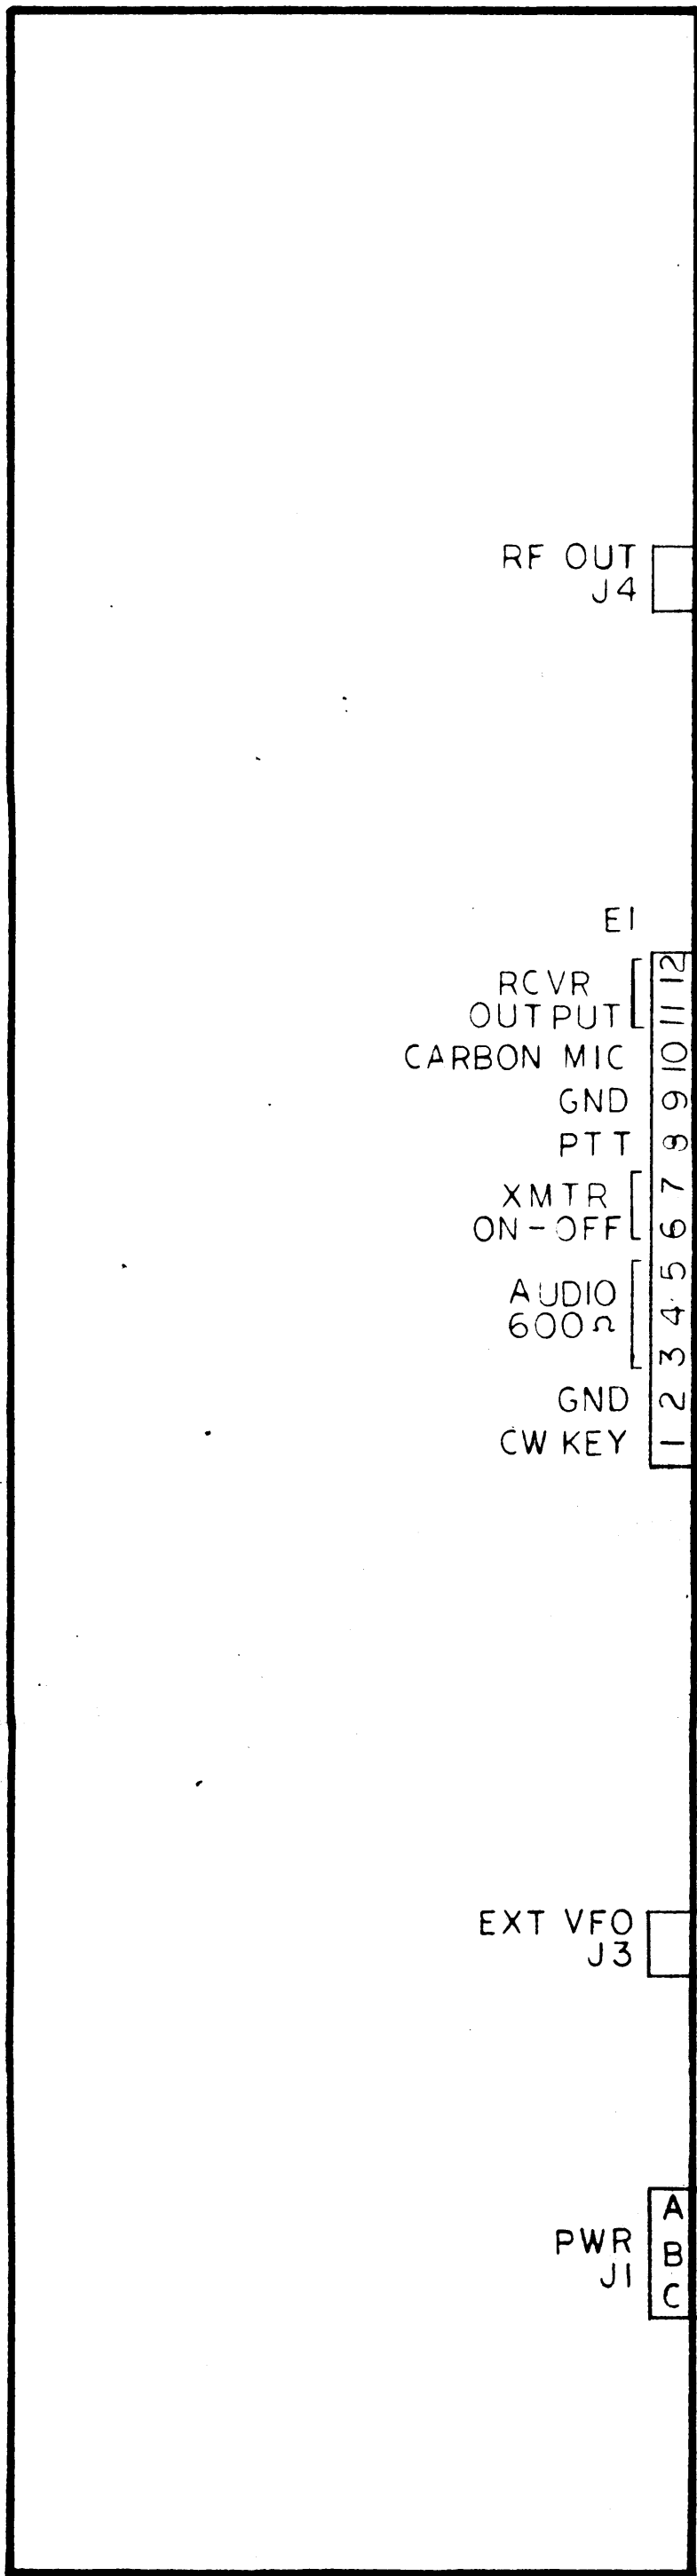 RF OUT
J4
E1
RCVR
OUTPUT
12
11
CARBON MIC 10
GND 9
PTT 8
XMTR
ON-OFF
7
6
AUDIO
600Ω
5
4
3
GND 2
CW KEY 1
EXT VFO
J3
PWR
J1
A
B
C